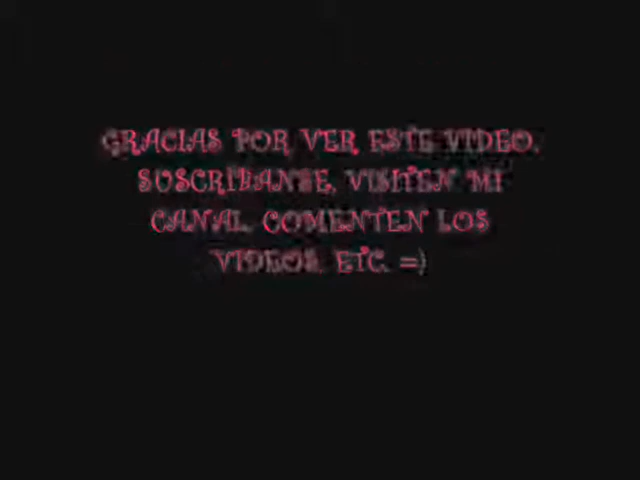 GRACIAS POR VER ESTE VIDEO.
SUSCRIBANSE, VISITEN MI
CANAL COMENTEN LOS
VIDEOS. ETC. =)